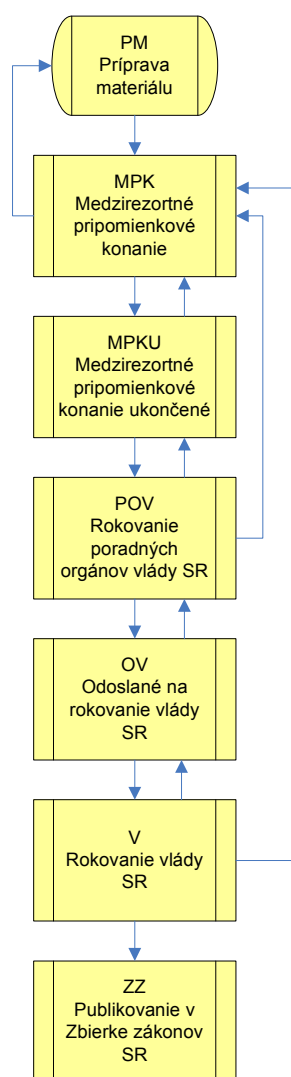 PM
Príprava
materiálu
MPK
Medzirezortné
pripomienkové
konanie
MPKU
Medzirezortné
pripomienkové
konanie ukončené
POV
Rokovanie
poradných
orgánov vlády SR
OV
Odoslané na
rokovanie vlády
SR
V
Rokovanie vlády
SR
ZZ
Publikovanie v
Zbierke zákonov
SR